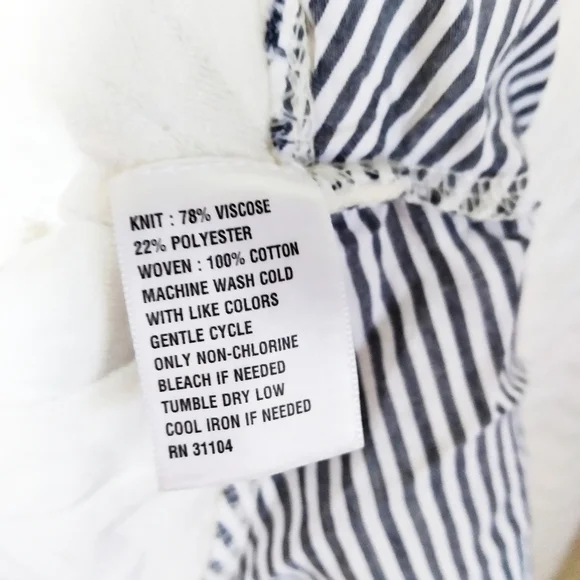 KNIT : 78% VISCOSE
22% POLYESTER
WOVEN : 100% COTTON
MACHINE WASH COLD
WITH LIKE COLORS
GENTLE CYCLE
ONLY NON-CHLORINE
BLEACH IF NEEDED
TUMBLE DRY LOW
COOL IRON IF NEEDED
RN 31104